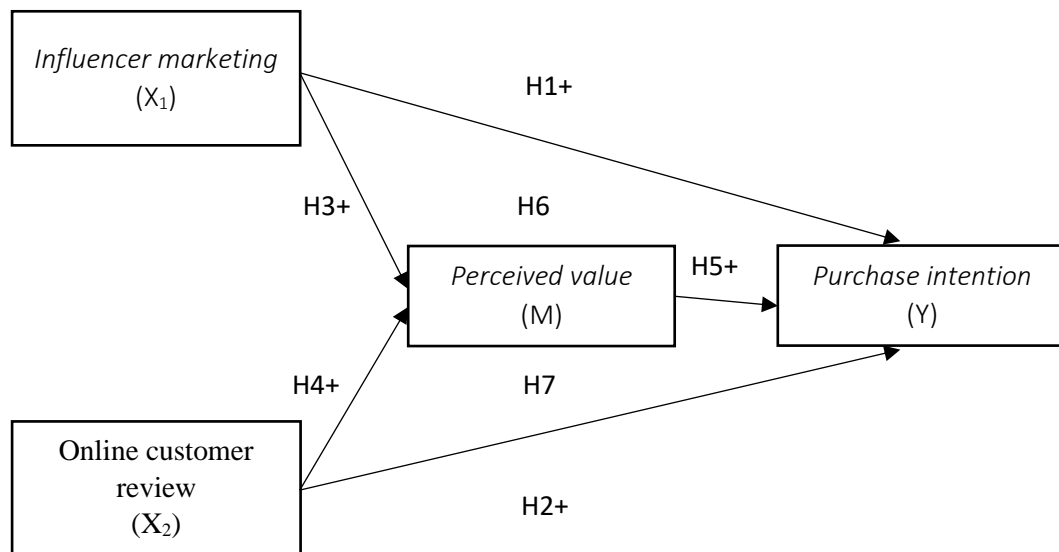 Influencer marketing
(X₁)
H1+
H3+
H6
Perceived value
(M)
H5+
Purchase intention
(Y)
H4+
H7
Online customer
review
(X₂)
H2+